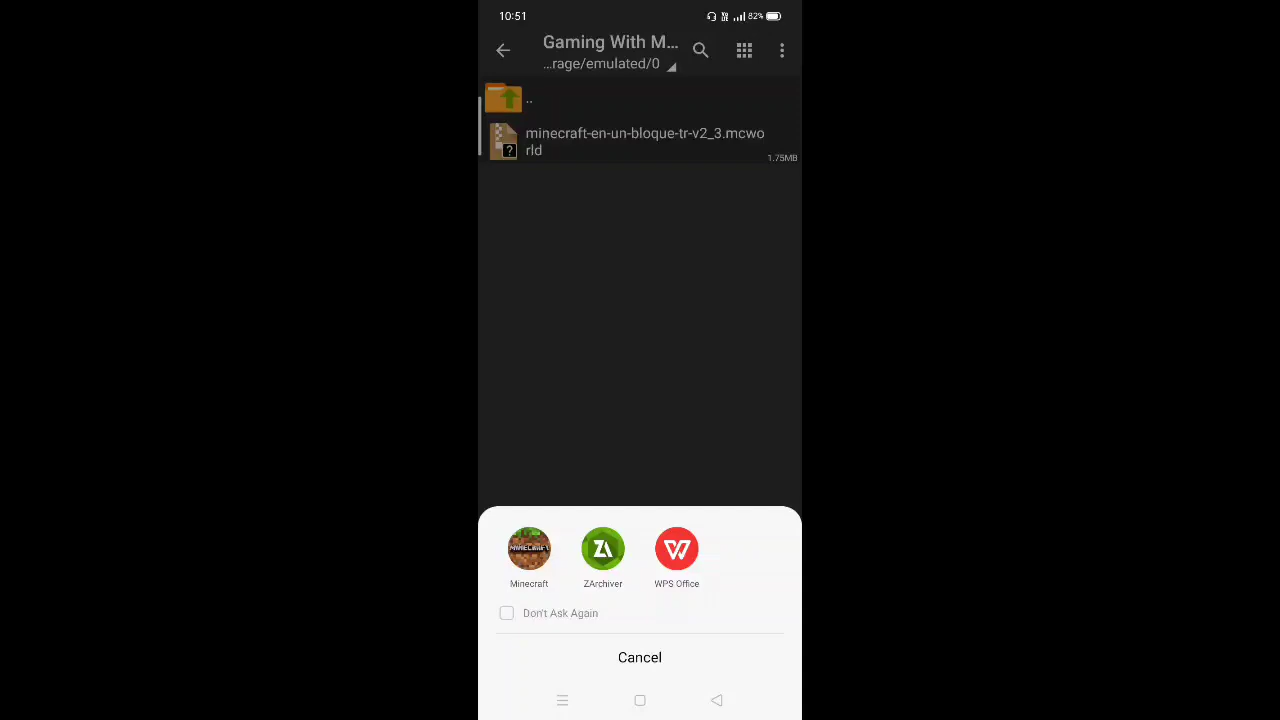 10:51
82%
Gaming With M...
...rage/emulated/0
..
minecraft-en-un-bloque-tr-v2_3.mcwo
rld
1.75MB
Minecraft
ZArchiver
WPS Office
Don't Ask Again
Cancel